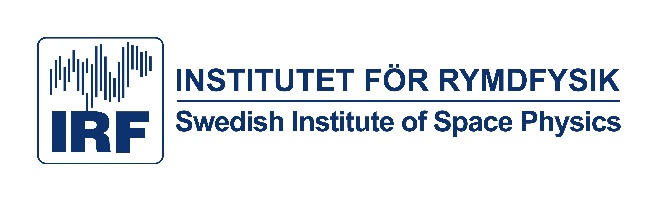 IRF
INSTITUTET FÖR RYMDFYSIK
Swedish Institute of Space Physics